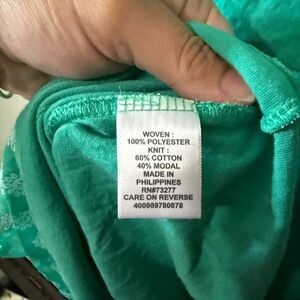 WOVEN :
100% POLYESTER
KNIT :
60% COTTON
40% MODAL
MADE IN
PHILIPPINES
RN#73277
CARE ON REVERSE
400989780878